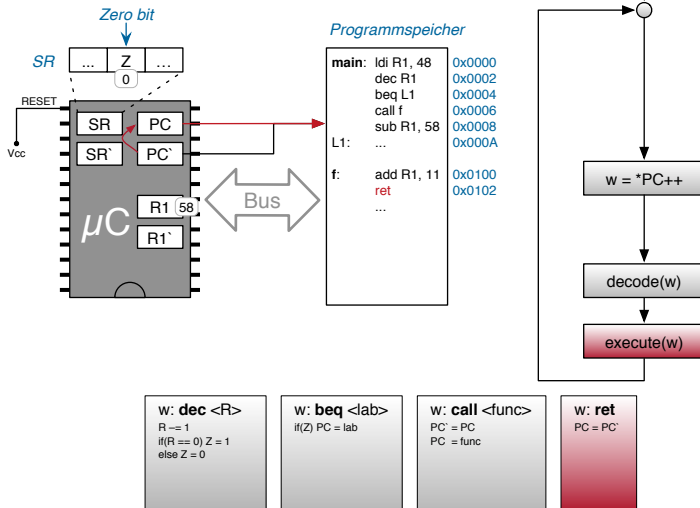 Zero bit
SR
... Z ...
0
RESET
Vcc
SR PC
SR` PC`
R1 58
R1`
µC
Bus
Programmspeicher
main: ldi R1, 48 0x0000
dec R1 0x0002
beq L1 0x0004
call f 0x0006
sub R1, 58 0x0008
L1: ... 0x000A
f: add R1, 11 0x0100
ret 0x0102
...
w = *PC++
decode(w)
execute(w)
w: dec <R>
R −= 1
if(R == 0) Z = 1
else Z = 0
w: beq <lab>
if(Z) PC = lab
w: call <func>
PC` = PC
PC = func
w: ret
PC = PC`